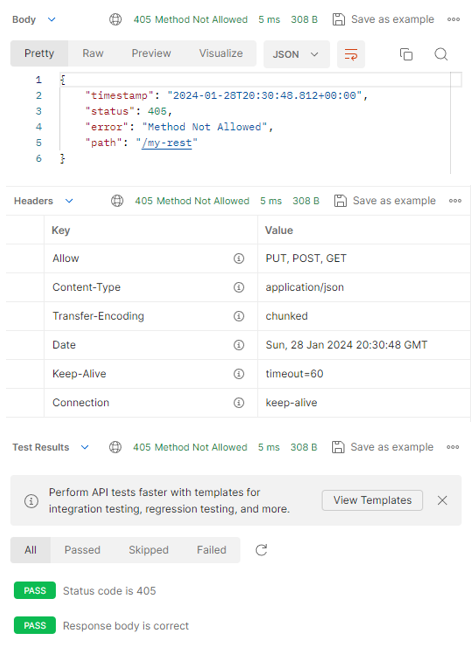 Body 405 Method Not Allowed 5 ms 308 B Save as example
Pretty Raw Preview Visualize JSON
1 {
2 "timestamp": "2024-01-28T20:30:48.812+00:00",
3 "status": 405,
4 "error": "Method Not Allowed",
5 "path": "/my-rest"
6 }
Headers 405 Method Not Allowed 5 ms 308 B Save as example
Key Value
Allow PUT, POST, GET
Content-Type application/json
Transfer-Encoding chunked
Date Sun, 28 Jan 2024 20:30:48 GMT
Keep-Alive timeout=60
Connection keep-alive
Test Results 405 Method Not Allowed 5 ms 308 B Save as example
Perform API tests faster with templates for
integration testing, regression testing, and more.
View Templates
All Passed Skipped Failed
PASS Status code is 405
PASS Response body is correct